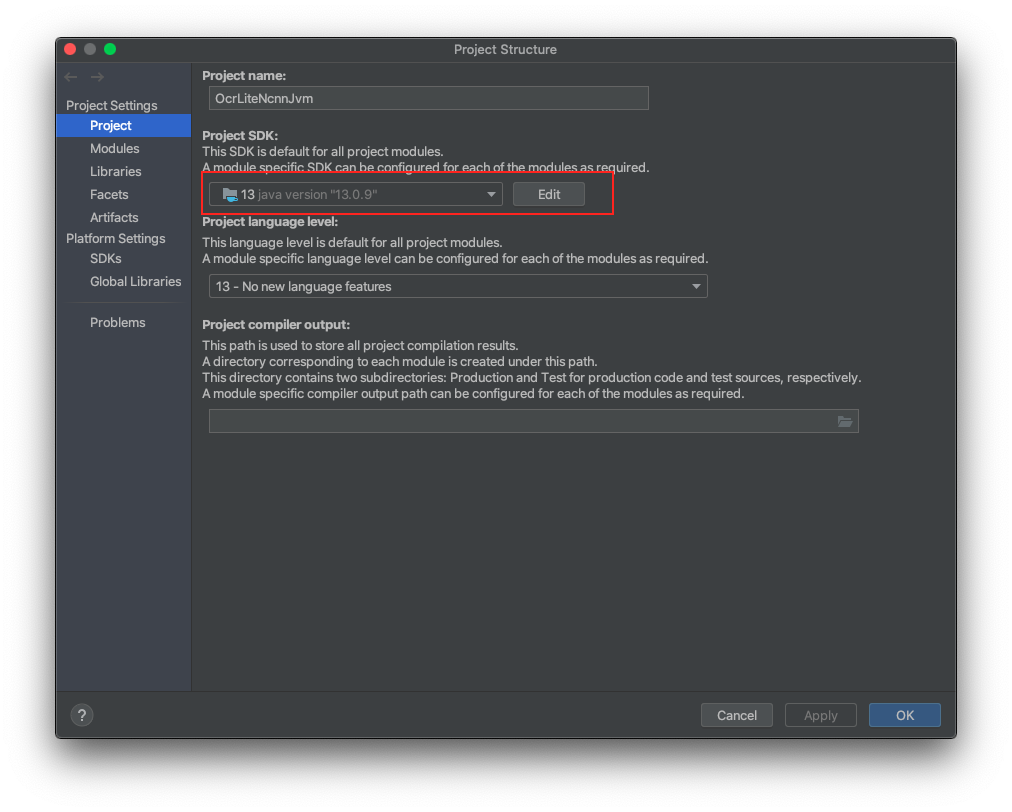 Project Structure
Project Settings
Project
Modules
Libraries
Facets
Artifacts
Platform Settings
SDKs
Global Libraries
Problems
Project name:
OcrLiteNcnnJvm
Project SDK:
This SDK is default for all project modules.
A module specific SDK can be configured for each of the modules as required.
13 java version "13.0.9"
Edit
Project language level:
This language level is default for all project modules.
A module specific language level can be configured for each of the modules as required.
13 - No new language features
Project compiler output:
This path is used to store all project compilation results.
A directory corresponding to each module is created under this path.
This directory contains two subdirectories: Production and Test for production code and test sources, respectively.
A module specific compiler output path can be configured for each of the modules as required.
?
Cancel
Apply
OK